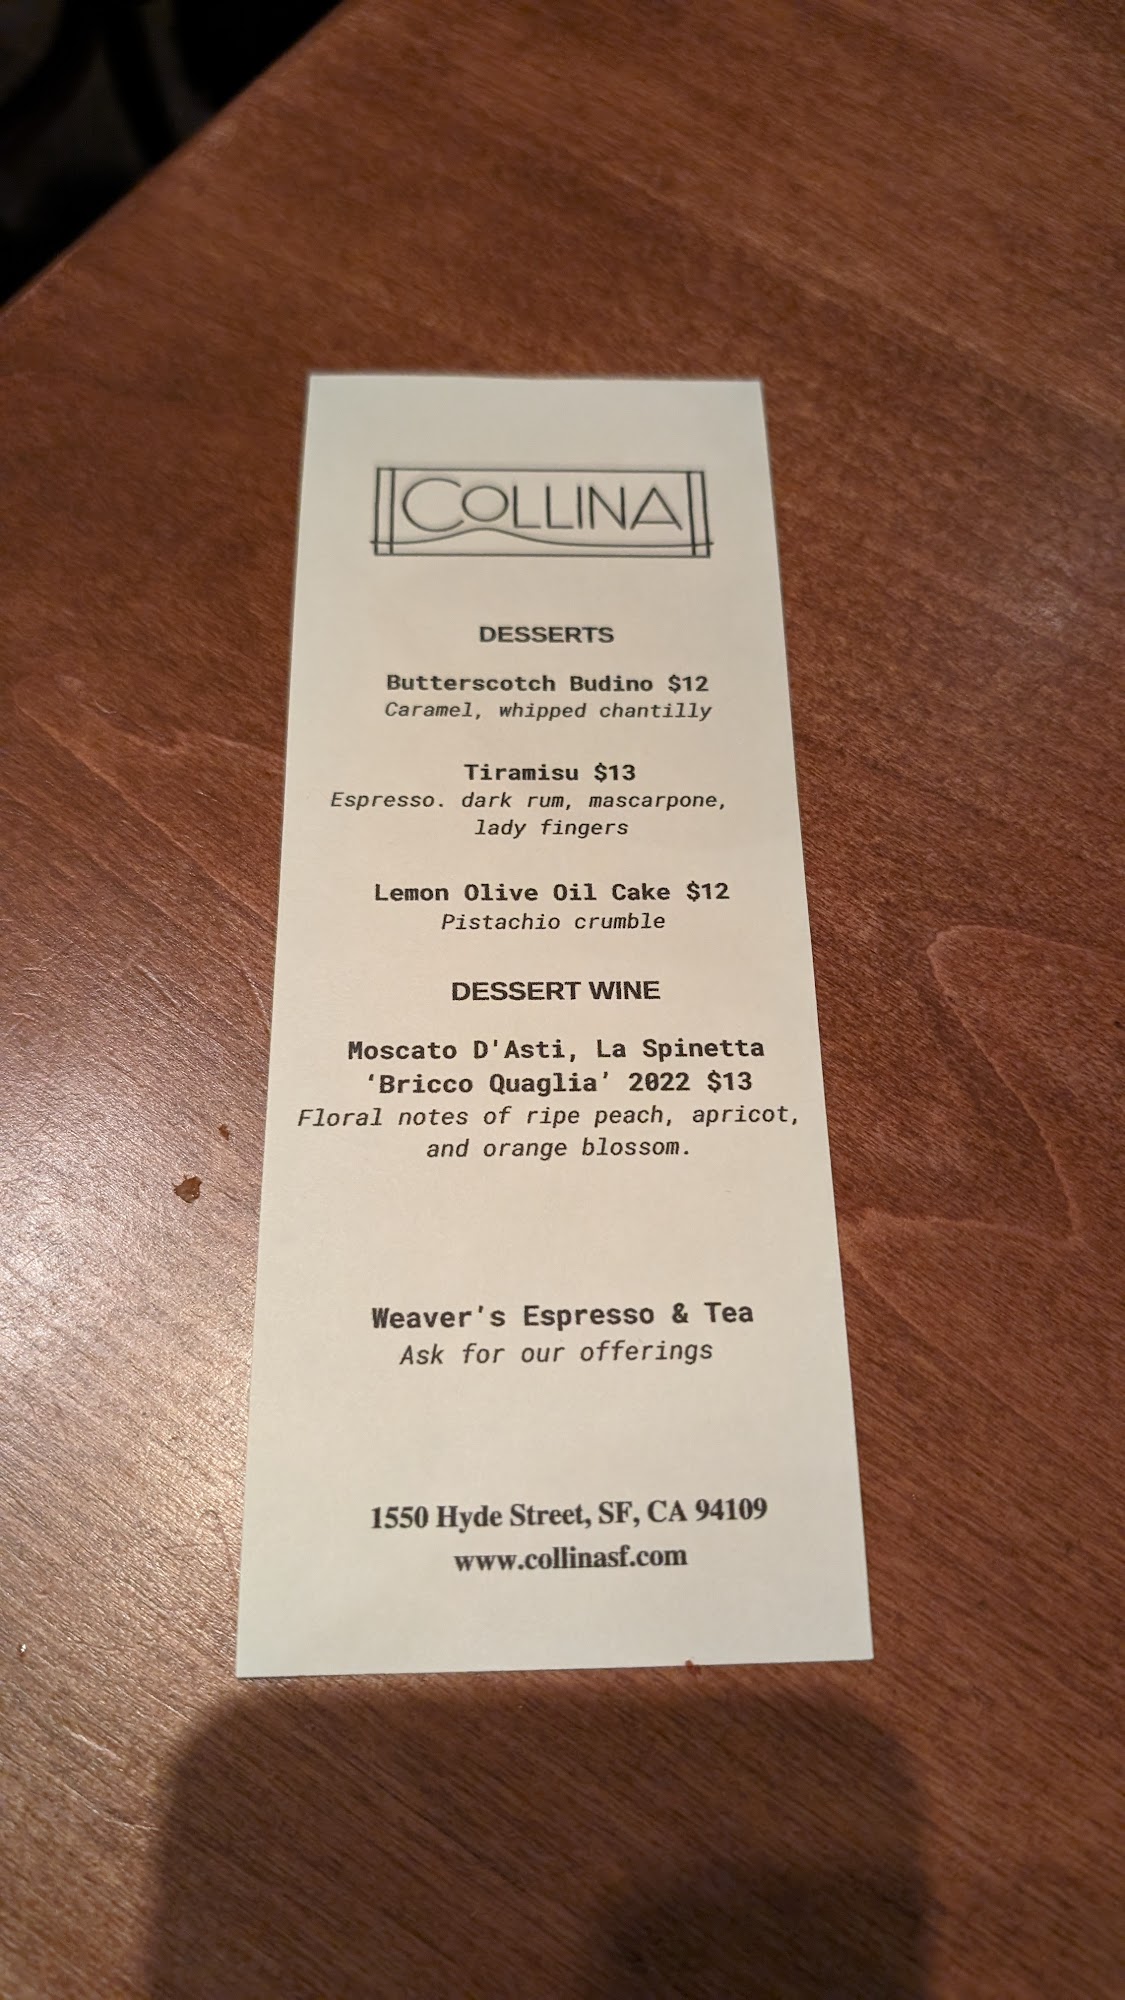 COLLINA
DESSERTS
Butterscotch Budino $12
Caramel, whipped chantilly
Tiramisu $13
Espresso. dark rum, mascarpone,
lady fingers
Lemon Olive Oil Cake $12
Pistachio crumble
DESSERT WINE
Moscato D'Asti, La Spinetta
‘Bricco Quaglia’ 2022 $13
Floral notes of ripe peach, apricot,
and orange blossom.
Weaver's Espresso & Tea
Ask for our offerings
1550 Hyde Street, SF, CA 94109
www.collinasf.com